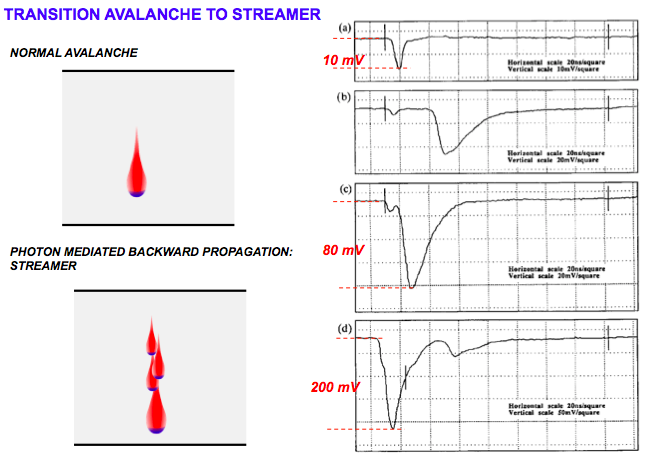 TRANSITION AVALANCHE TO STREAMER
NORMAL AVALANCHE
PHOTON MEDIATED BACKWARD PROPAGATION:
STREAMER
(a)
10 mV
Horizontal scale 20ns/square
Vertical scale 10mV/square
(b)
Horizontal scale 20ns/square
Vertical scale 20mV/square
(c)
80 mV
Horizontal scale 20ns/square
Vertical scale 20mV/square
(d)
200 mV
Horizontal scale 20ns/square
Vertical scale 50mV/square